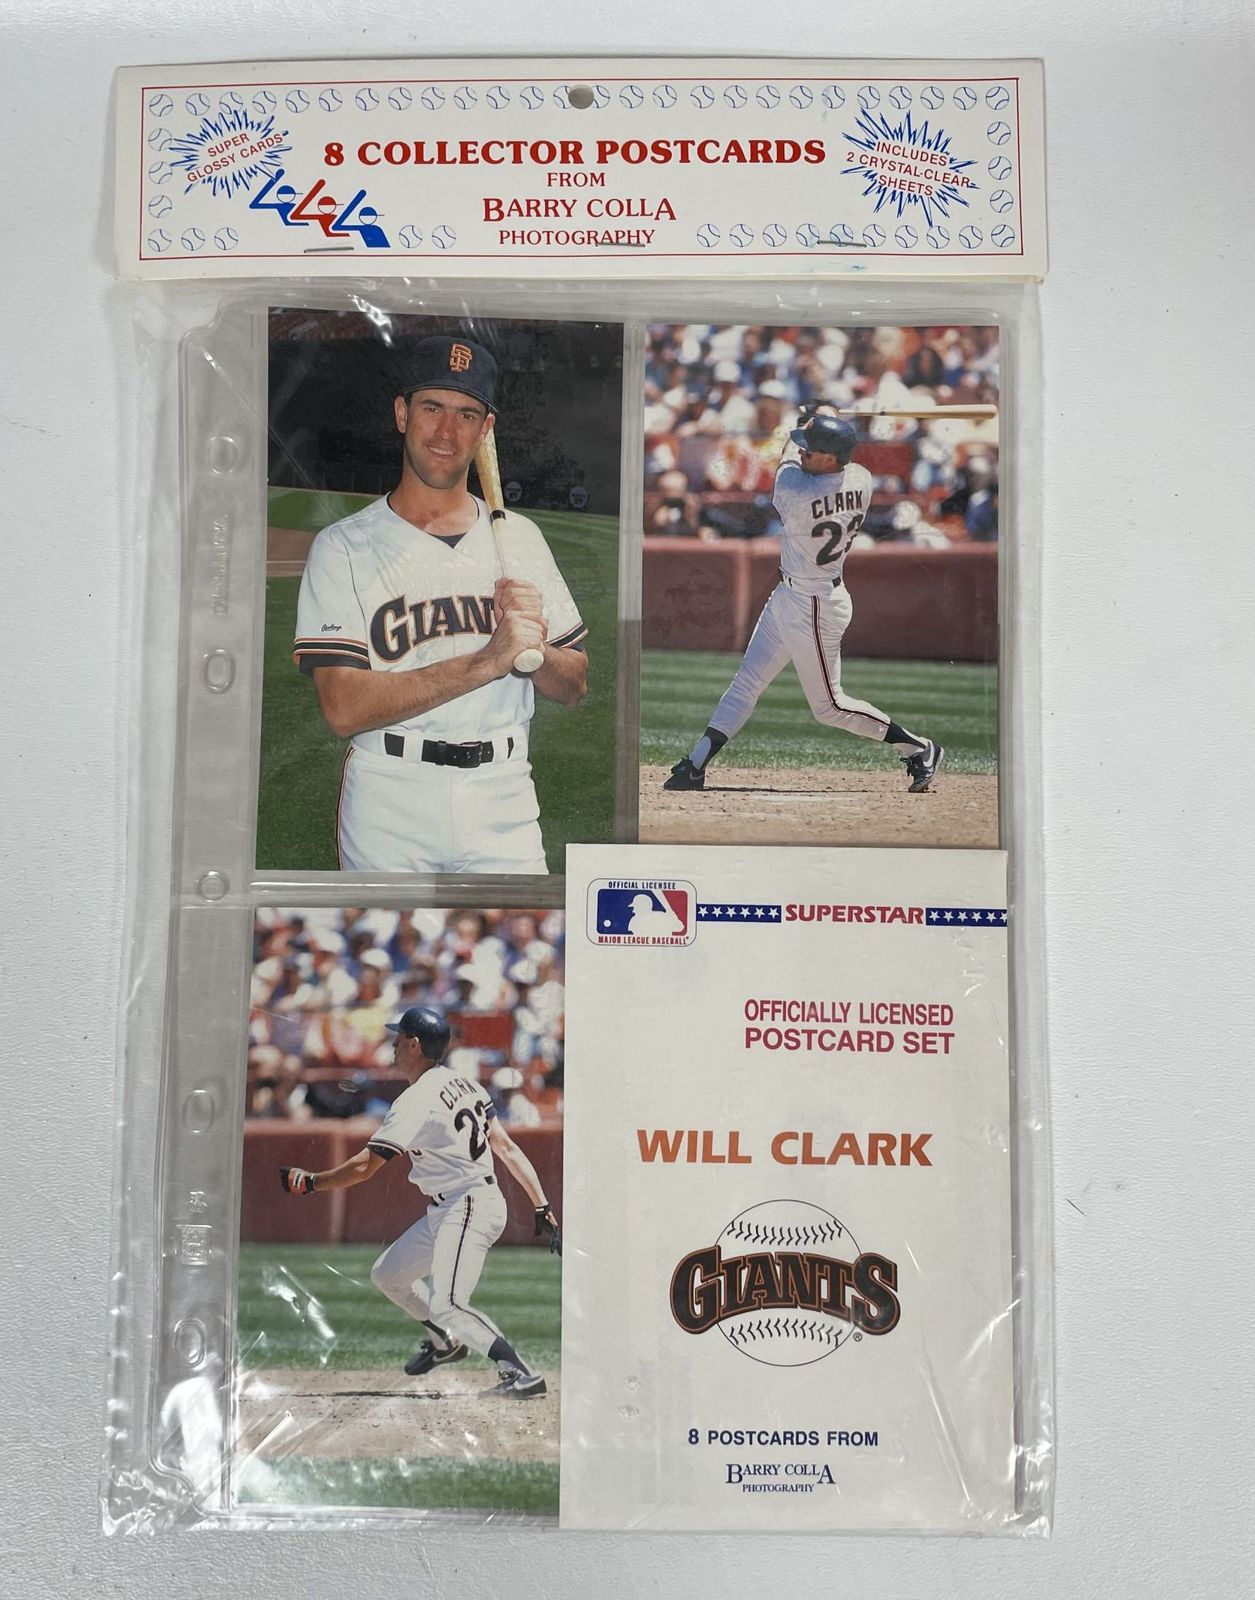 SUPER
GLOSSY CARDS
8 COLLECTOR POSTCARDS
FROM
BARRY COLLA
PHOTOGRAPHY
INCLUDES
2 CRYSTAL-CLEAR
SHEETS
SF
Rawlings
GIAN
CLARK
23
CLARK
22
OFFICIAL LICENSEE
MAJOR LEAGUE BASEBALL
SUPERSTAR
OFFICIALLY LICENSED
POSTCARD SET
WILL CLARK
GIANTS®
8 POSTCARDS FROM
BARRY COLLA
PHOTOGRAPHY